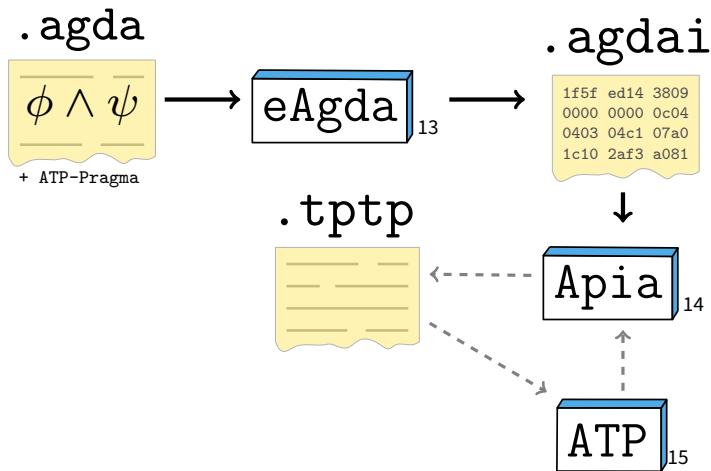 .agda
.agdai
ϕ ∧ ψ
eAgda
13
1f5f ed14 3809
0000 0000 0c04
0403 04c1 07a0
1c10 2af3 a081
+ ATP-Pragma
.tptp
Apia
14
ATP
15